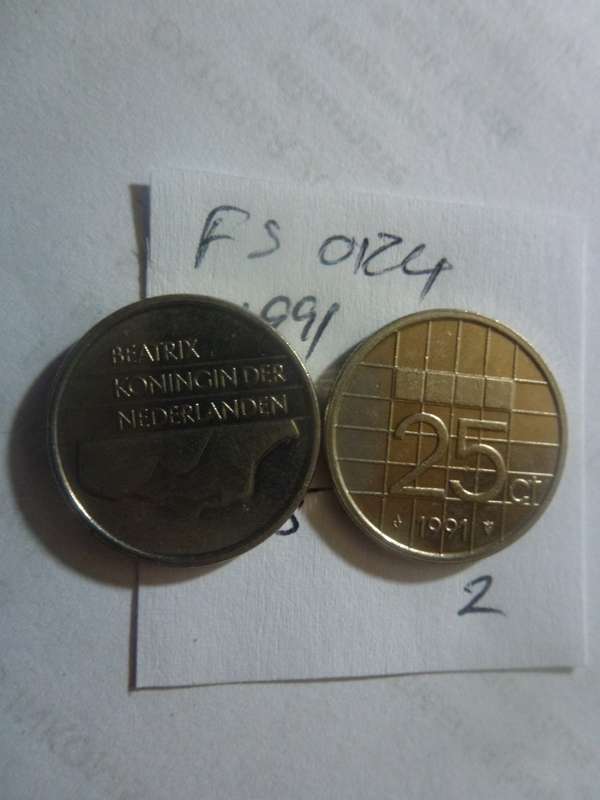 FS 0124
1991
BEATRIX
KONINGIN DER
NEDERLANDEN
25 ct
1991
2